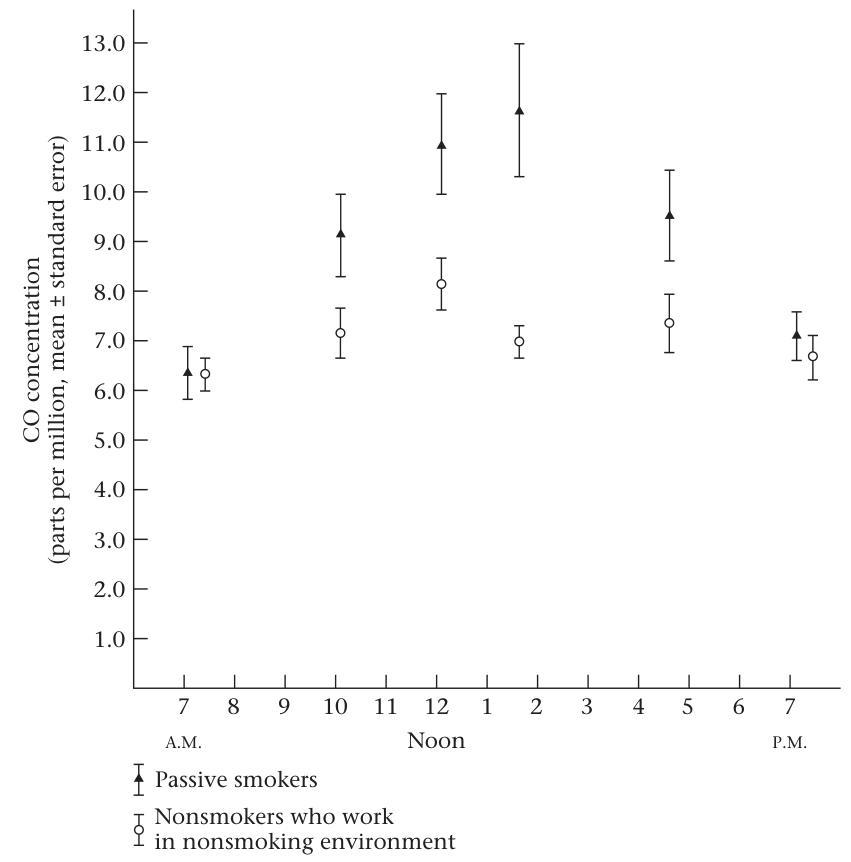 CO concentration
(parts per million, mean ± standard error)
13.0
12.0
11.0
10.0
9.0
8.0
7.0
6.0
5.0
4.0
3.0
2.0
1.0
7 8 9 10 11 12 1 2 3 4 5 6 7
A.M. Noon P.M.
Passive smokers
Nonsmokers who work
in nonsmoking environment